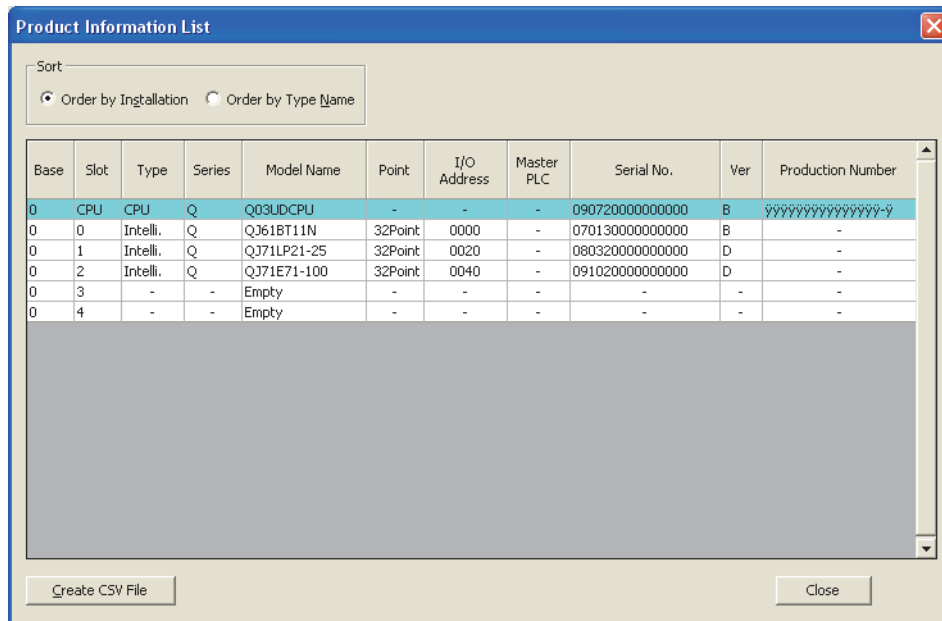 Product Information List
Sort
Order by Installation Order by Type Name
Base Slot Type Series Model Name Point I/O Address Master PLC Serial No. Ver Production Number
0 CPU CPU Q Q03UDCPU - - - 090720000000000 B ÿÿÿÿÿÿÿÿÿÿÿÿÿÿÿ-ÿ
0 0 Intelli. Q QJ61BT11N 32Point 0000 - 070130000000000 B -
0 1 Intelli. Q QJ71LP21-25 32Point 0020 - 080320000000000 D -
0 2 Intelli. Q QJ71E71-100 32Point 0040 - 091020000000000 D -
0 3 - - Empty - - - - - -
0 4 - - Empty - - - - - -
Create CSV File Close